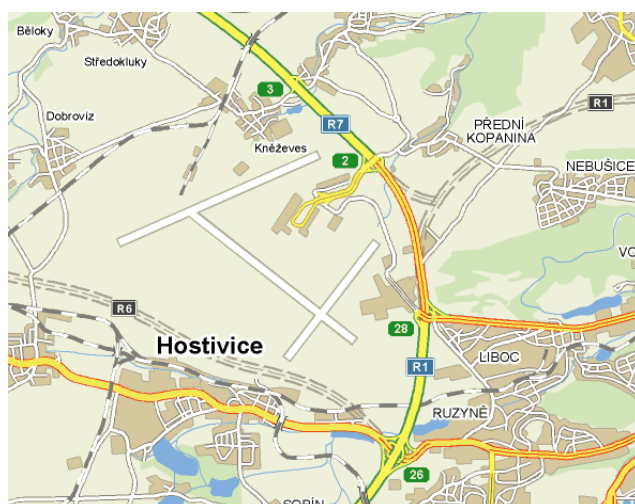 Běloky
Středokluky
3
R7
R1
Dobrovíz
PŘEDNÍ
KOPANINA
Kněževes
2
NEBUŠICE
VO
R6
28
Hostivice
LIBOC
R1
RUZYNĚ
26
SOBÍN